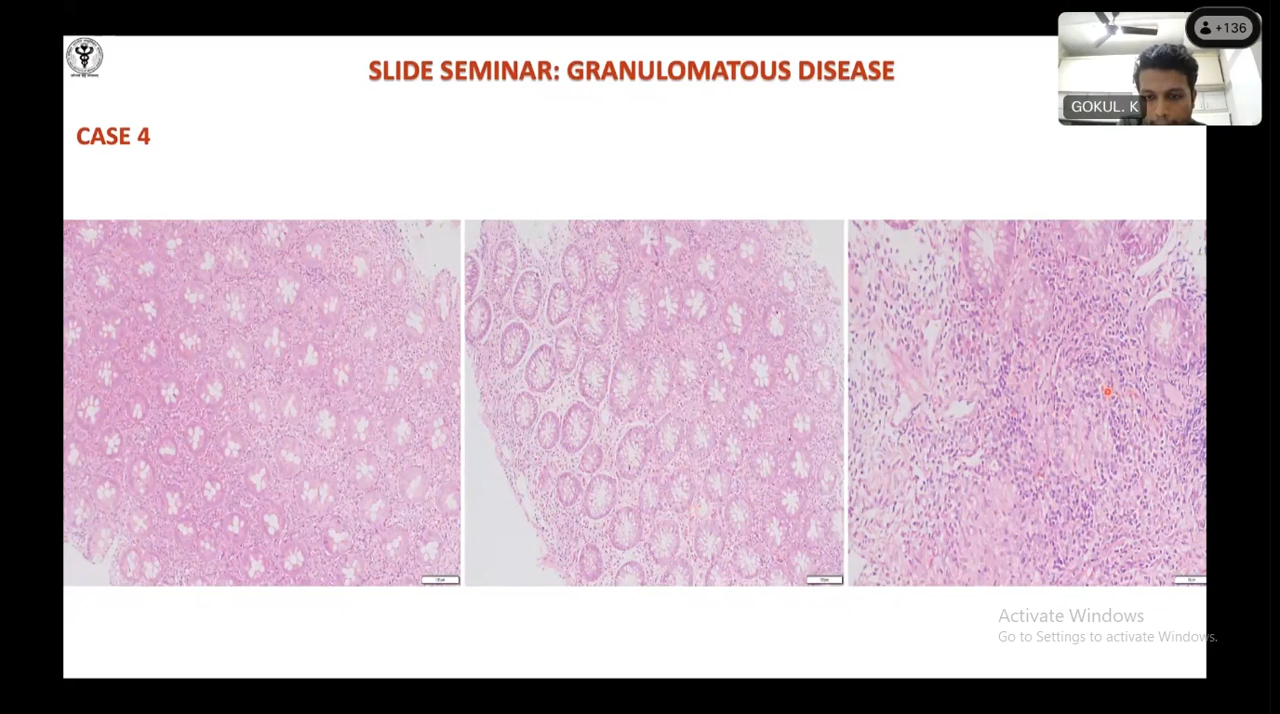 SLIDE SEMINAR: GRANULOMATOUS DISEASE
+136
GOKUL. K
CASE 4
Activate Windows
Go to Settings to activate Windows.